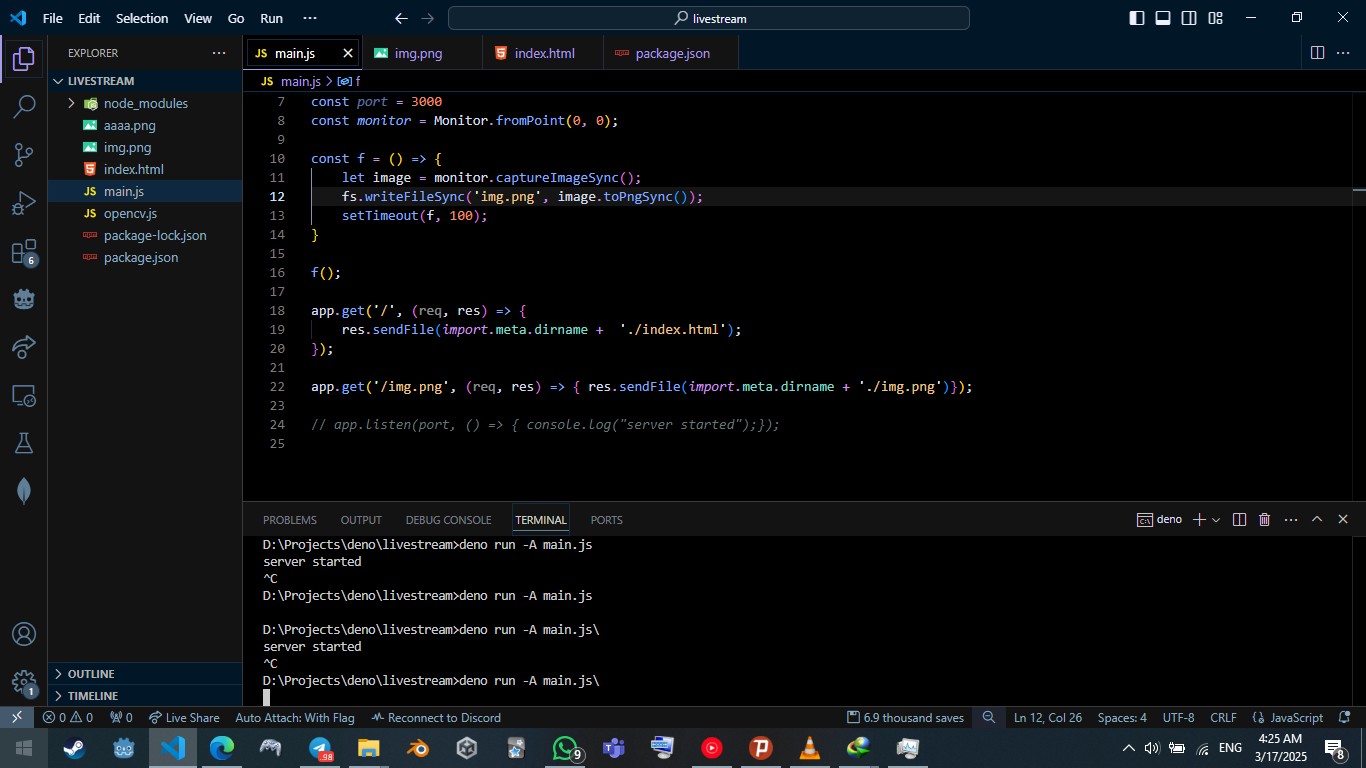 File Edit Selection View Go Run ··· livestream
EXPLORER ···
LIVESTREAM
node_modules
aaaa.png
img.png
index.html
JS main.js
JS opencv.js
package-lock.json
package.json
OUTLINE
TIMELINE
6
1
JS main.js img.png index.html package.json
JS main.js > f
7 const port = 3000
8 const monitor = Monitor.fromPoint(0, 0);
9
10 const f = () => {
11 let image = monitor.captureImageSync();
12 fs.writeFileSync('img.png', image.toPngSync());
13 setTimeout(f, 100);
14 }
15
16 f();
17
18 app.get('/', (req, res) => {
19 res.sendFile(import.meta.dirname +  './index.html');
20 });
21
22 app.get('/img.png', (req, res) => { res.sendFile(import.meta.dirname + './img.png')});
23
24 // app.listen(port, () => { console.log("server started");});
25
PROBLEMS OUTPUT DEBUG CONSOLE TERMINAL PORTS deno
D:\Projects\deno\livestream>deno run -A main.js
server started
^C
D:\Projects\deno\livestream>deno run -A main.js
D:\Projects\deno\livestream>deno run -A main.js\
server started
^C
D:\Projects\deno\livestream>deno run -A main.js\
0 0 0 Live Share Auto Attach: With Flag Reconnect to Discord 6.9 thousand saves Ln 12, Col 26 Spaces: 4 UTF-8 CRLF {} JavaScript
98 9 ENG 4:25 AM
3/17/2025 8